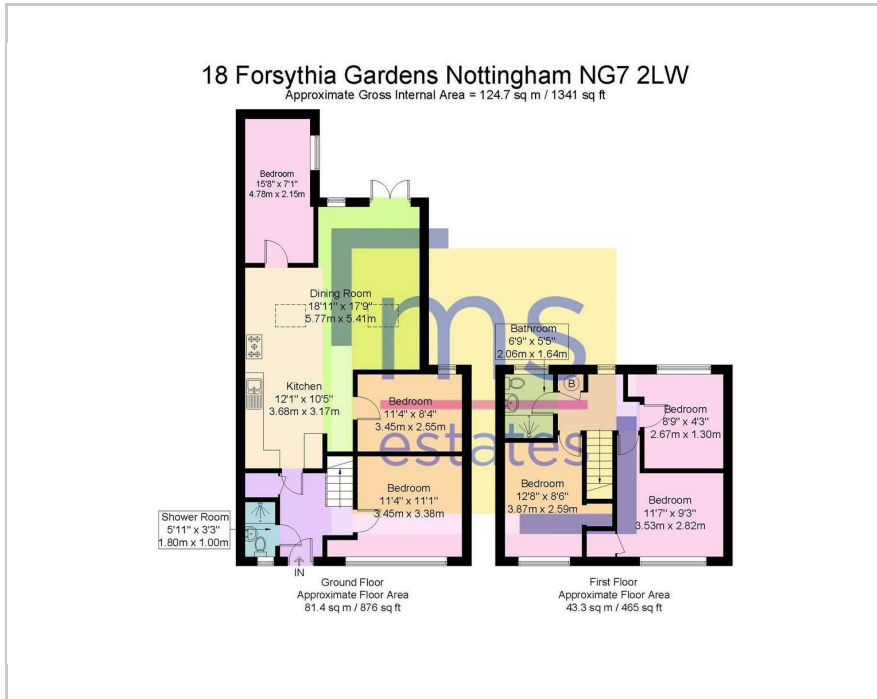 18 Forsythia Gardens Nottingham NG7 2LW
Approximate Gross Internal Area = 124.7 sq m / 1341 sq ft
Bedroom
15'8" x 7'1"
4.78m x 2.15m
Dining Room
18'11" x 17'9"
5.77m x 5.41m
Kitchen
12'1" x 10'5"
3.68m x 3.17m
Bedroom
11'4" x 8'4"
3.45m x 2.55m
Bedroom
11'4" x 11'1"
3.45m x 3.38m
Shower Room
5'11" x 3'3"
1.80m x 1.00m
IN
Ground Floor
Approximate Floor Area
81.4 sq m / 876 sq ft
Bathroom
6'9" x 5'5"
2.06m x 1.64m
B
Bedroom
8'9" x 4'3"
2.67m x 1.30m
Bedroom
12'8" x 8'6"
3.87m x 2.59m
Bedroom
11'7" x 9'3"
3.53m x 2.82m
First Floor
Approximate Floor Area
43.3 sq m / 465 sq ft
ms
estates